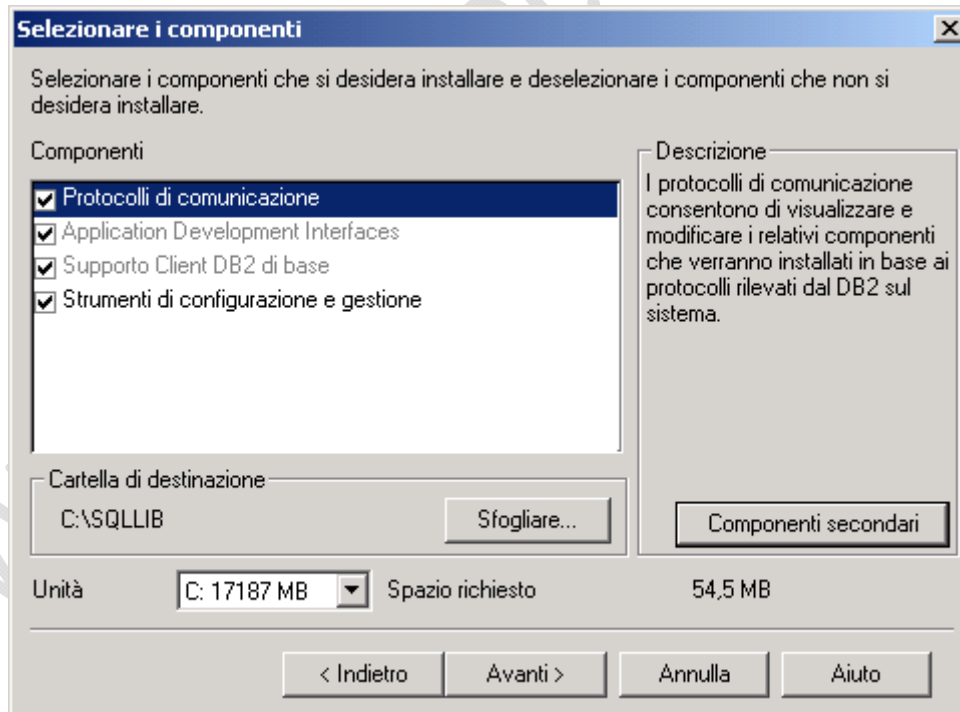 Selezionare i componenti
Selezionare i componenti che si desidera installare e deselezionare i componenti che non si
desidera installare.
Componenti
Protocolli di comunicazione
Application Development Interfaces
Supporto Client DB2 di base
Strumenti di configurazione e gestione
Descrizione
I protocolli di comunicazione
consentono di visualizzare e
modificare i relativi componenti
che verranno installati in base ai
protocolli rilevati dal DB2 sul
sistema.
Componenti secondari
Cartella di destinazione
C:\SQLLIB
Sfogliare...
Unità C: 17187 MB Spazio richiesto 54,5 MB
< Indietro Avanti > Annulla Aiuto